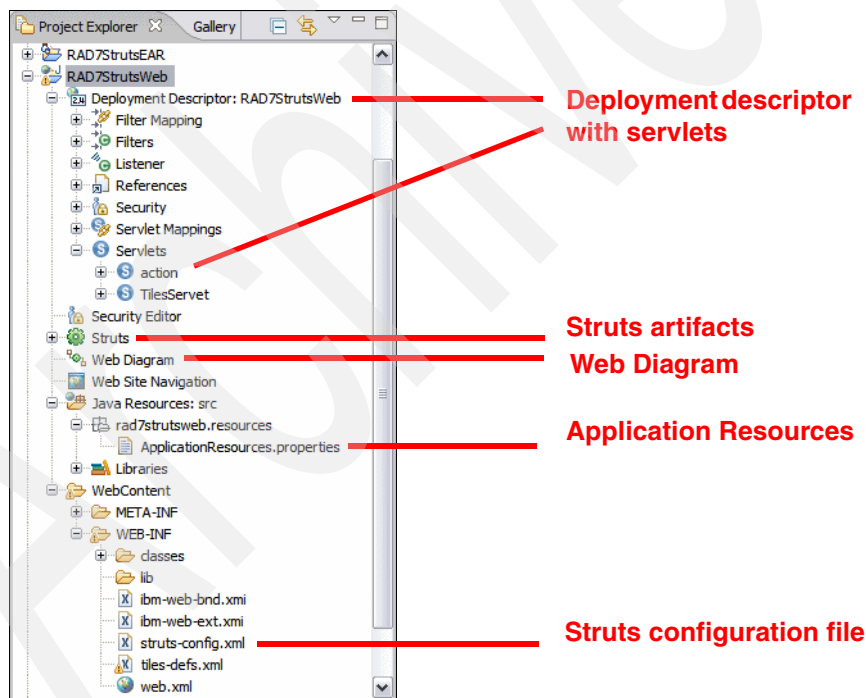 Project Explorer Gallery
RAD7StrutsEAR
RAD7StrutsWeb
2.4 Deployment Descriptor: RAD7StrutsWeb
Filter Mapping
Filters
Listener
References
Security
Servlet Mappings
Servlets
action
TilesServet
Security Editor
Struts
Web Diagram
Web Site Navigation
Java Resources: src
rad7strutsweb.resources
ApplicationResources.properties
Libraries
WebContent
META-INF
WEB-INF
classes
lib
ibm-web-bnd.xmi
ibm-web-ext.xmi
struts-config.xml
tiles-defs.xml
web.xml
Deployment descriptor
with servlets
Struts artifacts
Web Diagram
Application Resources
Struts configuration file